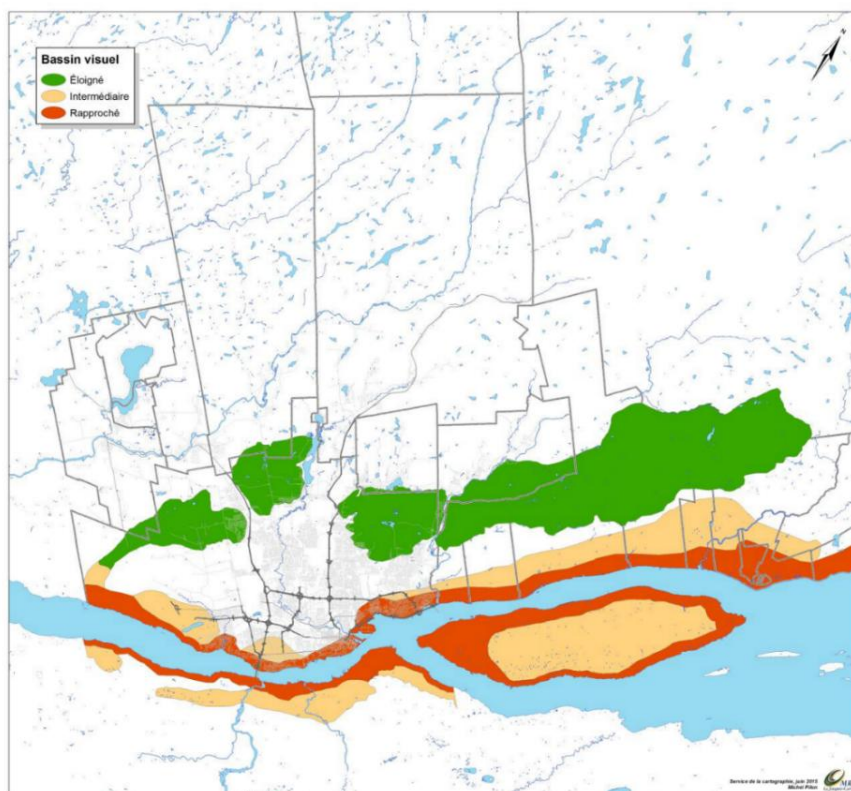 Bassin visuel
Éloigné
Intermédiaire
Rapproché
N
Service de la cartographie, juin 2015
Michel Pilon